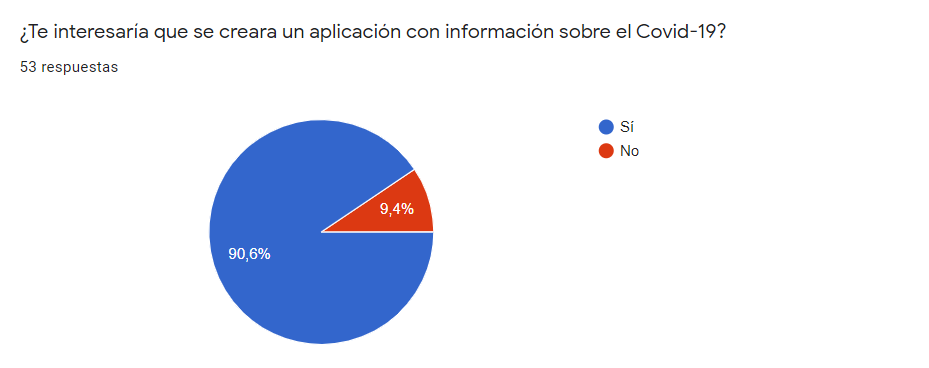 ¿Te interesaría que se creara un aplicación con información sobre el Covid-19?
53 respuestas
Sí
No
9,4%
90,6%